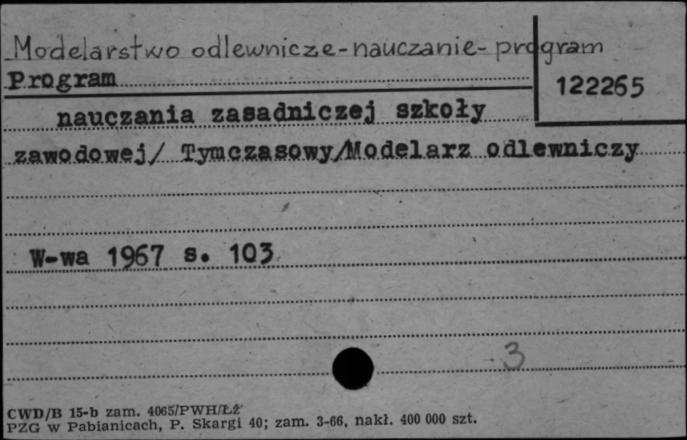 Modelarstwo odlewnicze-nauczanie-program
Program
122265
nauczania zasadniczej szkoły
zawodowej/ Tymczasowy/Modelarz odlewniczy
W-wa 1967 s. 103
3
CWD/B 15-b zam. 4065/PWH/ŁŹ
PZG w Pabianicach, P. Skargi 40; zam. 3-66, nakł. 400 000 szt.